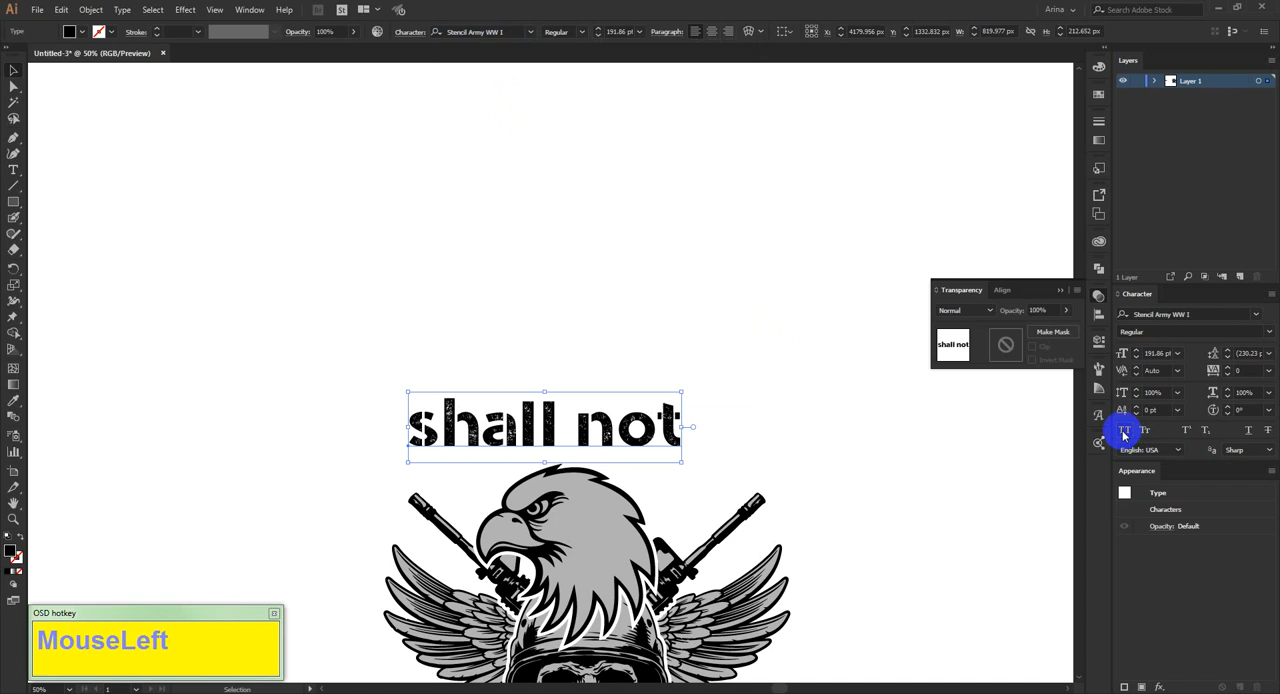 Ai File Edit Object Type Select Effect View Window Help Br St Arina Search Adobe Stock
Type Stroke: Opacity: 100% Character: Stencil Army WW I Regular 191.86 pt Paragraph: X: 4179.956 px Y: 1332.832 px W: 819.977 px H: 212.652 px
Untitled-3* @ 50% (RGB/Preview)
Layers
Layer 1
1 Layer
Transparency Align
Normal Opacity: 100%
shall not
Make Mask
Clip
Invert Mask
Character
Stencil Army WW I
Regular
191.86 pt (230.23 p
Auto 0
100% 100%
0 pt 0°
English: USA Sharp
Appearance
Type
Characters
Opacity: Default
shall not
OSD hotkey
MouseLeft
50% 1 Selection